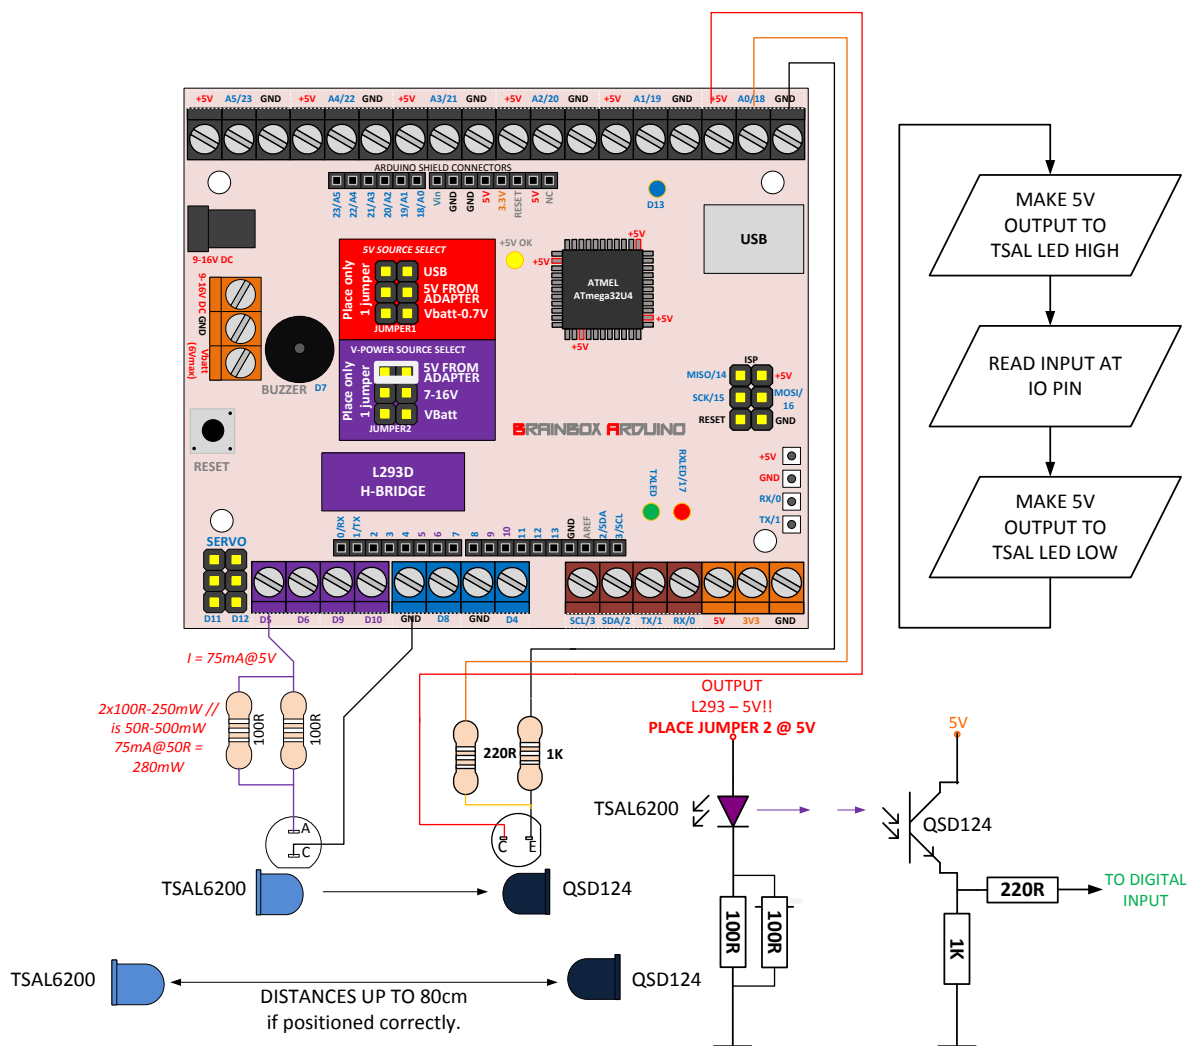 +5V A5/23 GND +5V A4/22 GND +5V A3/21 GND +5V A2/20 GND +5V A1/19 GND +5V A0/18 GND
ARDUINO SHIELD CONNECTORS
23/A5
22/A4
21/A3
20/A2
19/A1
18/A0
Vin
GND
GND
5V
3.3V
RESET
5V
NC
D13
USB
9-16V DC
9-16V DC
GND
Vbatt
(6Vmax)
BUZZER
D7
RESET
5V SOURCE SELECT
Place only
1 jumper
USB
5V FROM
ADAPTER
Vbatt-0.7V
JUMPER1
V-POWER SOURCE SELECT
Place only
1 jumper
5V FROM
ADAPTER
7-16V
VBatt
JUMPER2
+5V OK
+5V
+5V
+5V
+5V
ATMEL
ATmega32U4
ISP
MISO/14
+5V
SCK/15
MOSI/
16
RESET
GND
BRAINBOX ARDUINO
L293D
H-BRIDGE
TXLED
RXLED/17
+5V
GND
RX/0
TX/1
SERVO
0/RX
1/TX
2
3
4
5
6
7
8
9
10
11
12
13
GND
AREF
2/SDA
3/SCL
D11 D12 D5 D6 D9 D10 GND D8 GND D4 SCL/3 SDA/2 TX/1 RX/0 5V 3V3 GND
MAKE 5V
OUTPUT TO
TSAL LED HIGH
READ INPUT AT
IO PIN
MAKE 5V
OUTPUT TO
TSAL LED LOW
I = 75mA@5V
2x100R-250mW //
is 50R-500mW
75mA@50R =
280mW
100R
100R
220R
1K
A
C
C
E
TSAL6200
QSD124
TSAL6200
QSD124
DISTANCES UP TO 80cm
if positioned correctly.
OUTPUT
L293 – 5V!!
PLACE JUMPER 2 @ 5V
TSAL6200
100R
100R
5V
QSD124
220R
1K
TO DIGITAL
INPUT